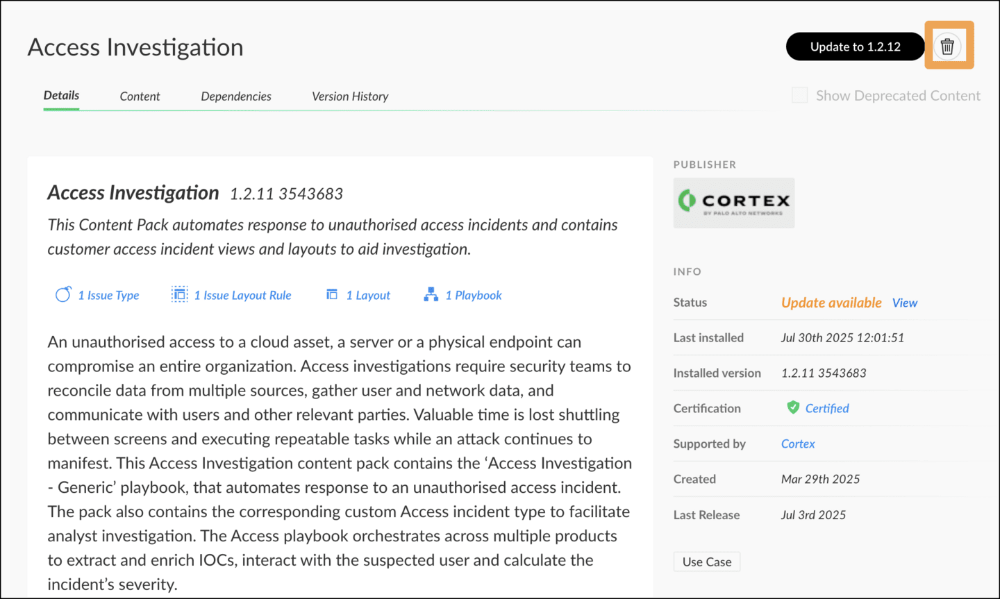 Access Investigation
Update to 1.2.12
Details
Content
Dependencies
Version History
Show Deprecated Content
Access Investigation 1.2.11 3543683
This Content Pack automates response to unauthorised access incidents and contains
customer access incident views and layouts to aid investigation.
1 Issue Type
1 Issue Layout Rule
1 Layout
1 Playbook
An unauthorised access to a cloud asset, a server or a physical endpoint can
compromise an entire organization. Access investigations require security teams to
reconcile data from multiple sources, gather user and network data, and
communicate with users and other relevant parties. Valuable time is lost shuttling
between screens and executing repeatable tasks while an attack continues to
manifest. This Access Investigation content pack contains the ‘Access Investigation
- Generic’ playbook, that automates response to an unauthorised access incident.
The pack also contains the corresponding custom Access incident type to facilitate
analyst investigation. The Access playbook orchestrates across multiple products
to extract and enrich IOCs, interact with the suspected user and calculate the
incident’s severity.
PUBLISHER
CORTEX
BY PALO ALTO NETWORKS
INFO
Status Update available View
Last installed Jul 30th 2025 12:01:51
Installed version 1.2.11 3543683
Certification Certified
Supported by Cortex
Created Mar 29th 2025
Last Release Jul 3rd 2025
Use Case